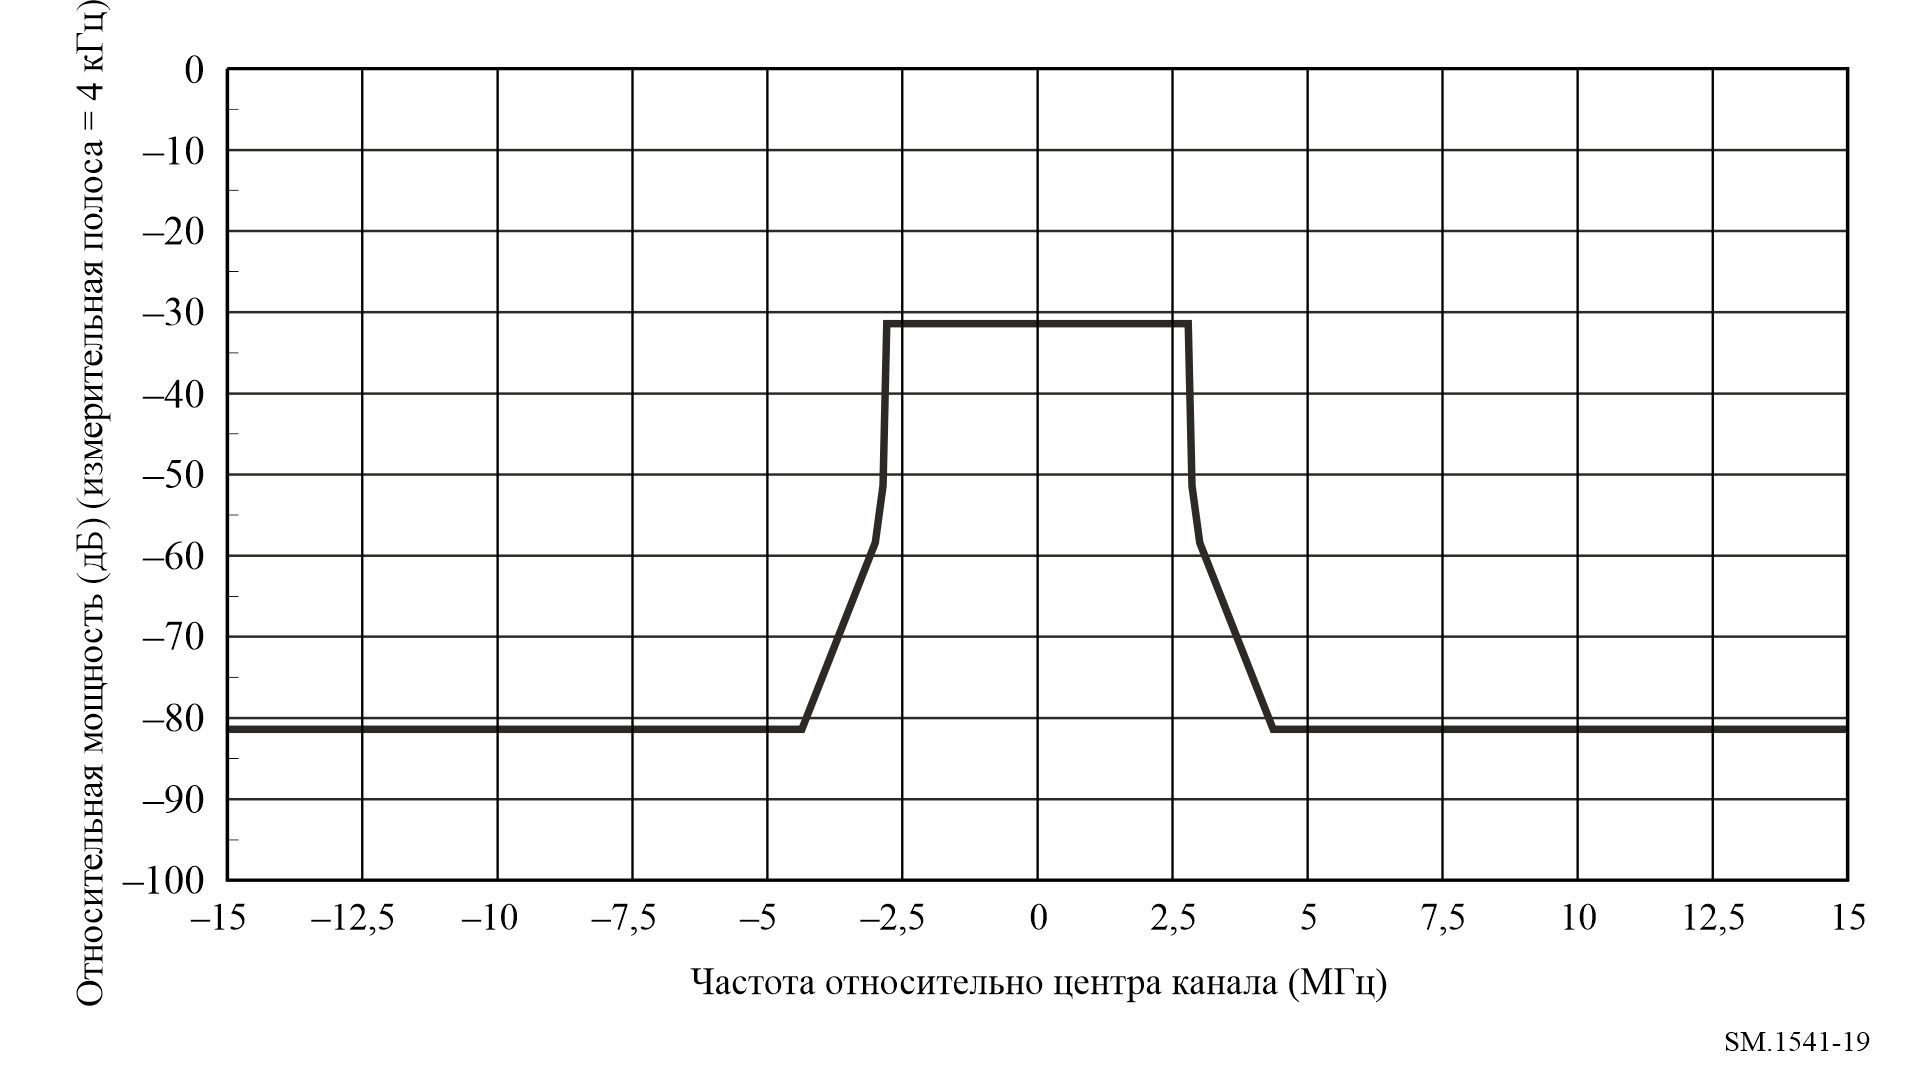 Относительная мощность (дБ) (измерительная полоса = 4 кГц)
0
–10
–20
–30
–40
–50
–60
–70
–80
–90
–100
–15 –12,5 –10 –7,5 –5 –2,5 0 2,5 5 7,5 10 12,5 15
Частота относительно центра канала (МГц)
SM.1541-19